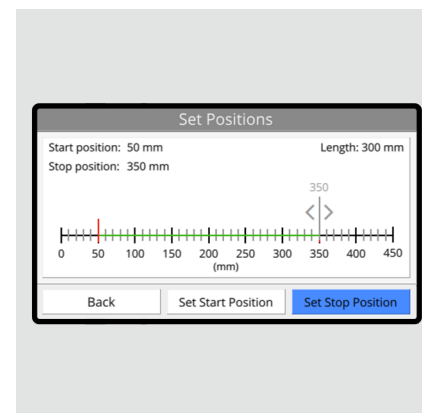 Set Positions
Start position: 50 mm Length: 300 mm
Stop position: 350 mm
350
0 50 100 150 200 250 300 350 400 450
(mm)
Back Set Start Position Set Stop Position